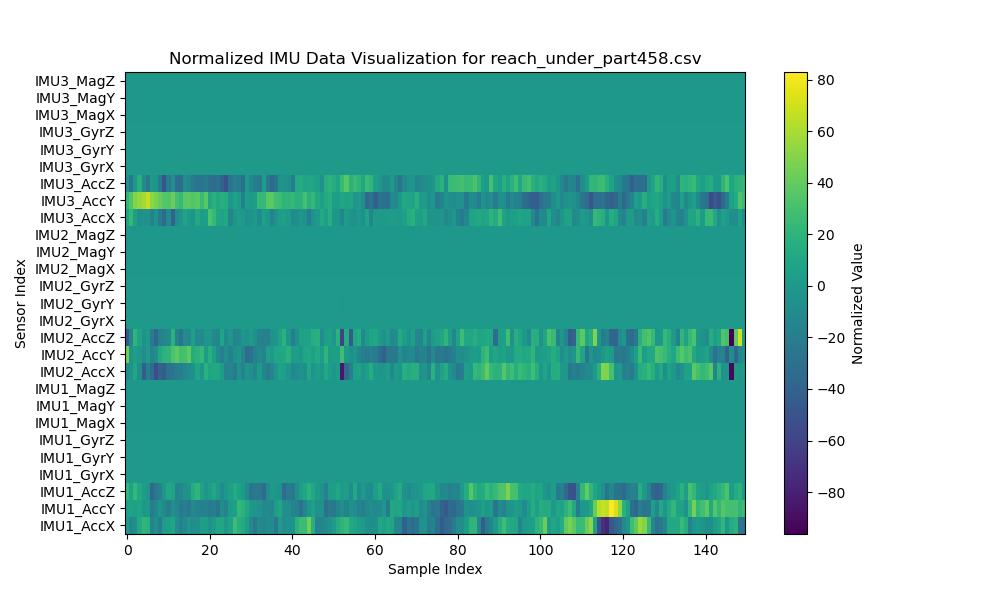 Normalized IMU Data Visualization for reach_under_part458.csv
IMU3_MagZ
IMU3_MagY
IMU3_MagX
IMU3_GyrZ
IMU3_GyrY
IMU3_GyrX
IMU3_AccZ
IMU3_AccY
IMU3_AccX
IMU2_MagZ
IMU2_MagY
IMU2_MagX
IMU2_GyrZ
IMU2_GyrY
IMU2_GyrX
IMU2_AccZ
IMU2_AccY
IMU2_AccX
IMU1_MagZ
IMU1_MagY
IMU1_MagX
IMU1_GyrZ
IMU1_GyrY
IMU1_GyrX
IMU1_AccZ
IMU1_AccY
IMU1_AccX
Sensor Index
0 20 40 60 80 100 120 140
Sample Index
80
60
40
20
0
−20
−40
−60
−80
Normalized Value